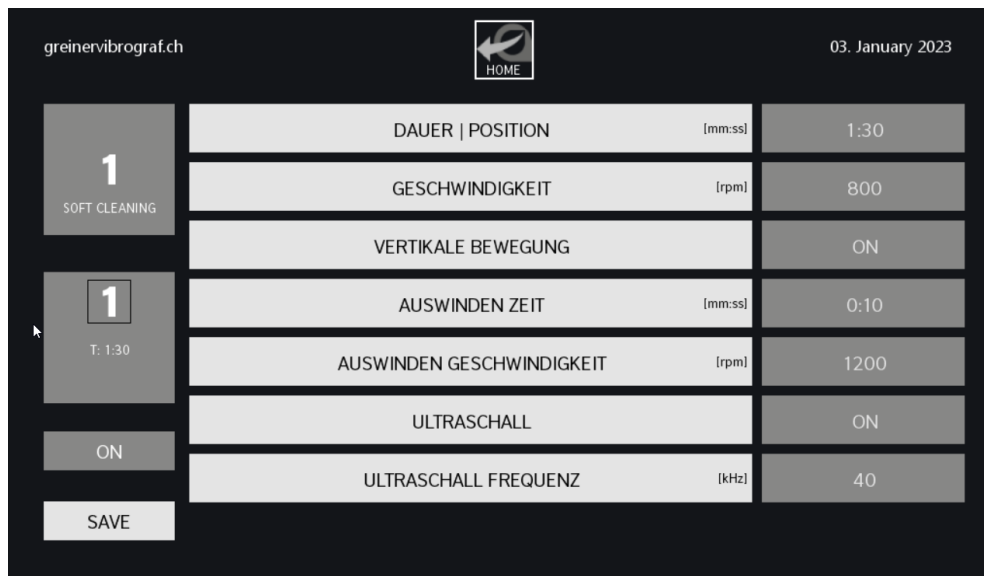 greinervibrograf.ch
HOME
03. January 2023
1
SOFT CLEANING
1
T: 1:30
ON
SAVE
DAUER | POSITION [mm:ss] 1:30
GESCHWINDIGKEIT [rpm] 800
VERTIKALE BEWEGUNG ON
AUSWINDEN ZEIT [mm:ss] 0:10
AUSWINDEN GESCHWINDIGKEIT [rpm] 1200
ULTRASCHALL ON
ULTRASCHALL FREQUENZ [kHz] 40